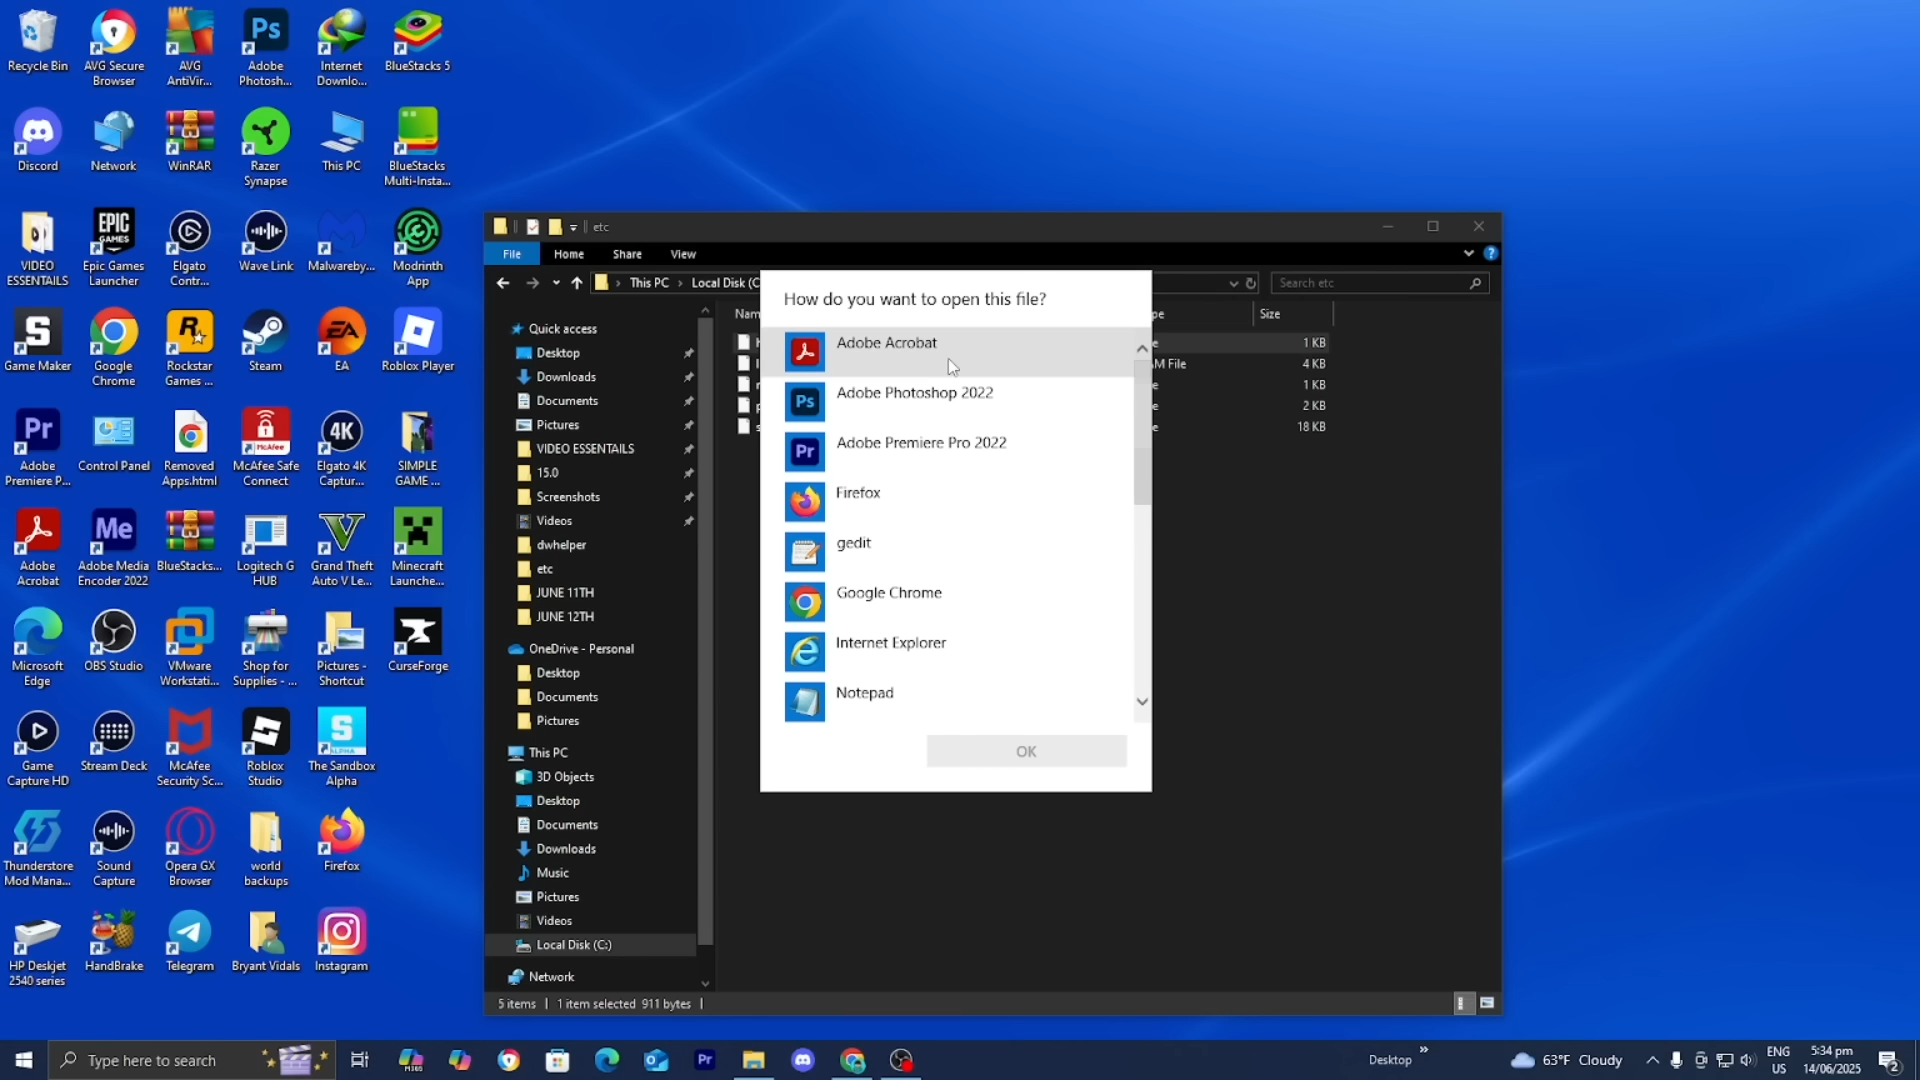 Recycle Bin
AVG Secure
Browser
AVG
AntiVir...
Adobe
Photosh...
Internet
Downlo...
BlueStacks 5
Discord
Network
WinRAR
Razer
Synapse
This PC
BlueStacks
Multi-Insta...
VIDEO
ESSENTIALS
Epic Games
Launcher
Elgato
Contr...
Wave Link
Malwareby...
Modrinth
App
Game Maker
Google
Chrome
Rockstar
Games ...
Steam
EA
Roblox Player
Adobe
Premiere P...
Control Panel
Removed
Apps.html
McAfee Safe
Connect
Elgato 4K
Captur...
SIMPLE
GAME ...
Adobe
Acrobat
Adobe Media
Encoder 2022
BlueStacks...
Logitech G
HUB
Grand Theft
Auto V Le...
Minecraft
Launche...
Microsoft
Edge
OBS Studio
VMware
Workstati...
Shop for
Supplies - ...
Pictures -
Shortcut
CurseForge
Game
Capture HD
Stream Deck
McAfee
Security Sc...
Roblox
Studio
The Sandbox
Alpha
Thunderstore
Mod Mana...
Sound
Capture
Opera GX
Browser
world
backups
Firefox
HP Deskjet
2540 series
HandBrake
Telegram
Bryant Vidals
Instagram
etc
File Home Share View
This PC › Local Disk (C
Search etc
Quick access
Desktop
Downloads
Documents
Pictures
VIDEO ESSENTAILS
15.0
Screenshots
Videos
dwhelper
etc
JUNE 11TH
JUNE 12TH
OneDrive - Personal
Desktop
Documents
Pictures
This PC
3D Objects
Desktop
Documents
Downloads
Music
Pictures
Videos
Local Disk (C:)
Network
Nam
pe
Size
e 1 KB
M File 4 KB
e 1 KB
e 2 KB
e 18 KB
How do you want to open this file?
Adobe Acrobat
Adobe Photoshop 2022
Adobe Premiere Pro 2022
Firefox
gedit
Google Chrome
Internet Explorer
Notepad
OK
5 items | 1 item selected 911 bytes |
Type here to search
Desktop
63°F Cloudy
ENG
US
5:34 pm
14/06/2025
2